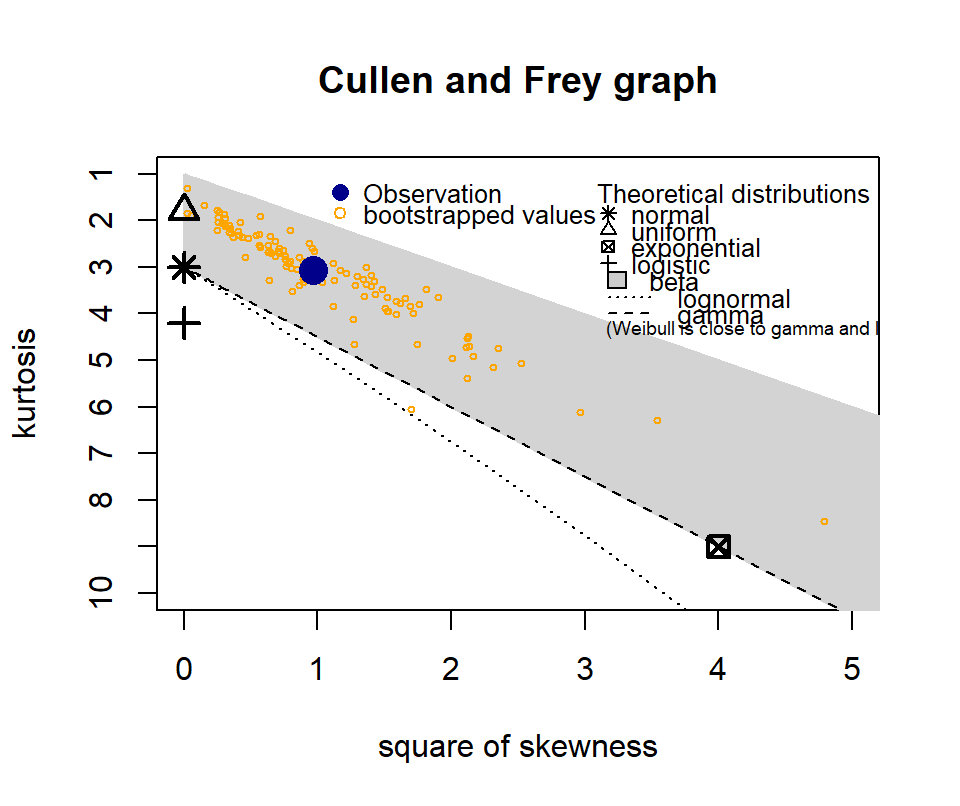 Cullen and Frey graph
Observation
bootstrapped values
Theoretical distributions
normal
uniform
exponential
logistic
beta
lognormal
gamma
(Weibull is close to gamma and l
kurtosis
1
2
3
4
5
6
7
8
10
0 1 2 3 4 5
square of skewness